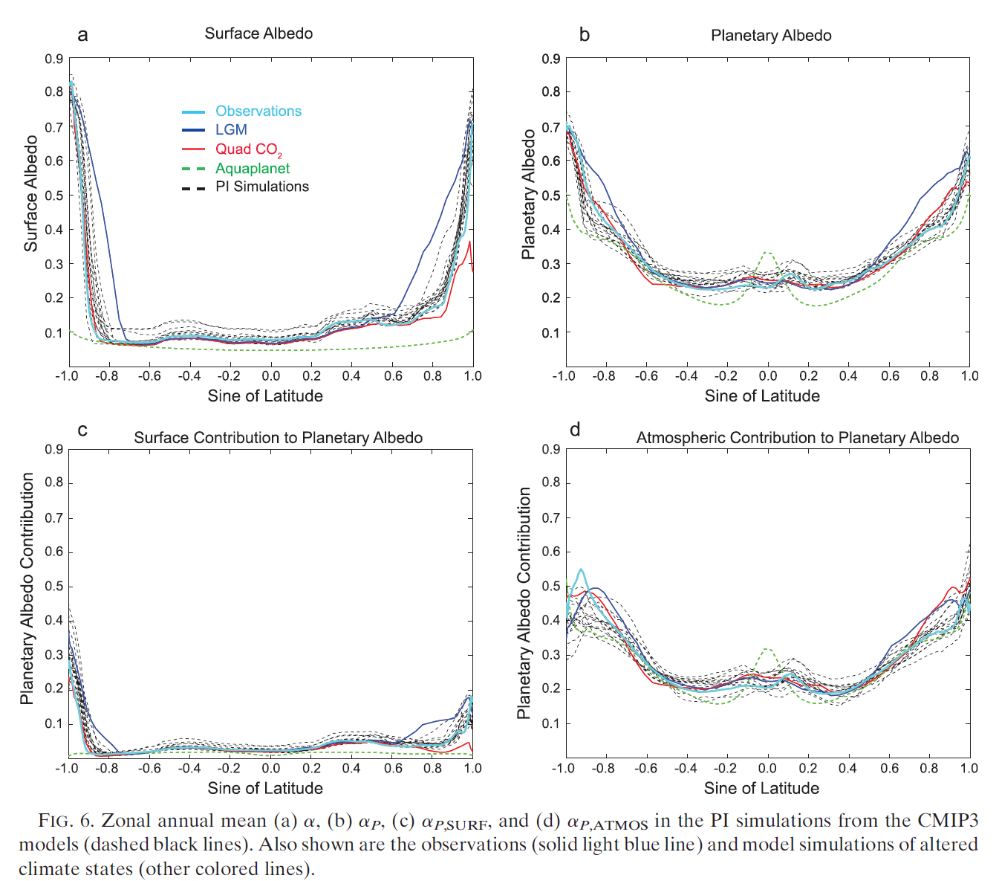 a Surface Albedo
0.9
0.8
0.7
0.6
0.5
0.4
0.3
0.2
0.1
Surface Albedo
Observations
LGM
Quad CO2
Aquaplanet
PI Simulations
-1.0 -0.8 -0.6 -0.4 -0.2 0.0 0.2 0.4 0.6 0.8 1.0
Sine of Latitude
b Planetary Albedo
0.9
0.8
0.7
0.6
0.5
0.4
0.3
0.2
0.1
Planetary Albedo
-1.0 -0.8 -0.6 -0.4 -0.2 0.0 0.2 0.4 0.6 0.8 1.0
Sine of Latitude
c Surface Contribution to Planetary Albedo
0.9
0.8
0.7
0.6
0.5
0.4
0.3
0.2
0.1
Planetary Albedo Contriibution
-1.0 -0.8 -0.6 -0.4 -0.2 0.0 0.2 0.4 0.6 0.8 1.0
Sine of Latitude
d Atmospheric Contribution to Planetary Albedo
0.9
0.8
0.7
0.6
0.5
0.4
0.3
0.2
0.1
Planetary Albedo Contriibution
-1.0 -0.8 -0.6 -0.4 -0.2 0.0 0.2 0.4 0.6 0.8 1.0
Sine of Latitude
FIG. 6. Zonal annual mean (a) α, (b) αP, (c) αP,SURF, and (d) αP,ATMOS in the PI simulations from the CMIP3
models (dashed black lines). Also shown are the observations (solid light blue line) and model simulations of altered
climate states (other colored lines).